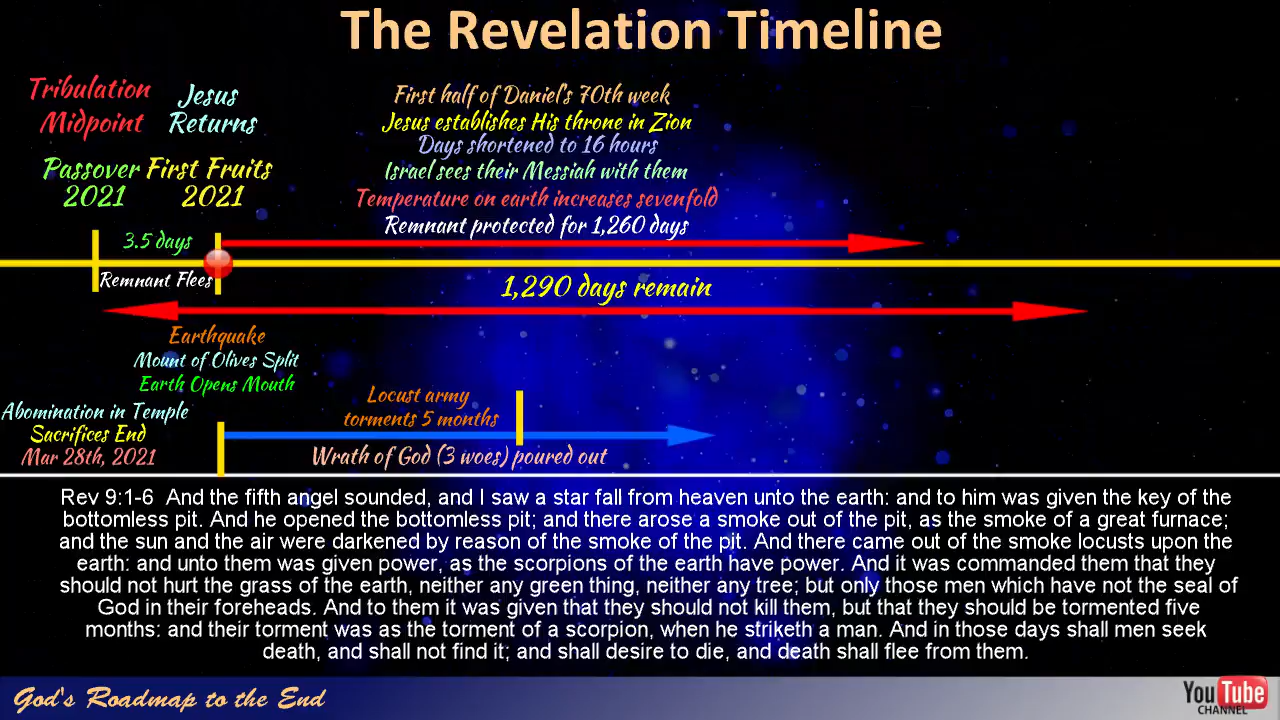 The Revelation Timeline
Tribulation
Midpoint
Jesus
Returns
Passover
2021
First Fruits
2021
First half of Daniel's 70th week
Jesus establishes His throne in Zion
Days shortened to 16 hours
Israel sees their Messiah with them
Temperature on earth increases sevenfold
Remnant protected for 1,260 days
3.5 days
Remnant Flees
1,290 days remain
Earthquake
Mount of Olives Split
Earth Opens Mouth
Abomination in Temple
Sacrifices End
Mar 28th, 2021
Locust army
torments 5 months
Wrath of God (3 woes) poured out
Rev 9:1-6 And the fifth angel sounded, and I saw a star fall from heaven unto the earth: and to him was given the key of the
bottomless pit. And he opened the bottomless pit; and there arose a smoke out of the pit, as the smoke of a great furnace;
and the sun and the air were darkened by reason of the smoke of the pit. And there came out of the smoke locusts upon the
earth: and unto them was given power, as the scorpions of the earth have power. And it was commanded them that they
should not hurt the grass of the earth, neither any green thing, neither any tree; but only those men which have not the seal of
God in their foreheads. And to them it was given that they should not kill them, but that they should be tormented five
months: and their torment was as the torment of a scorpion, when he striketh a man. And in those days shall men seek
death, and shall not find it; and shall desire to die, and death shall flee from them.
God's Roadmap to the End
YouTube
CHANNEL